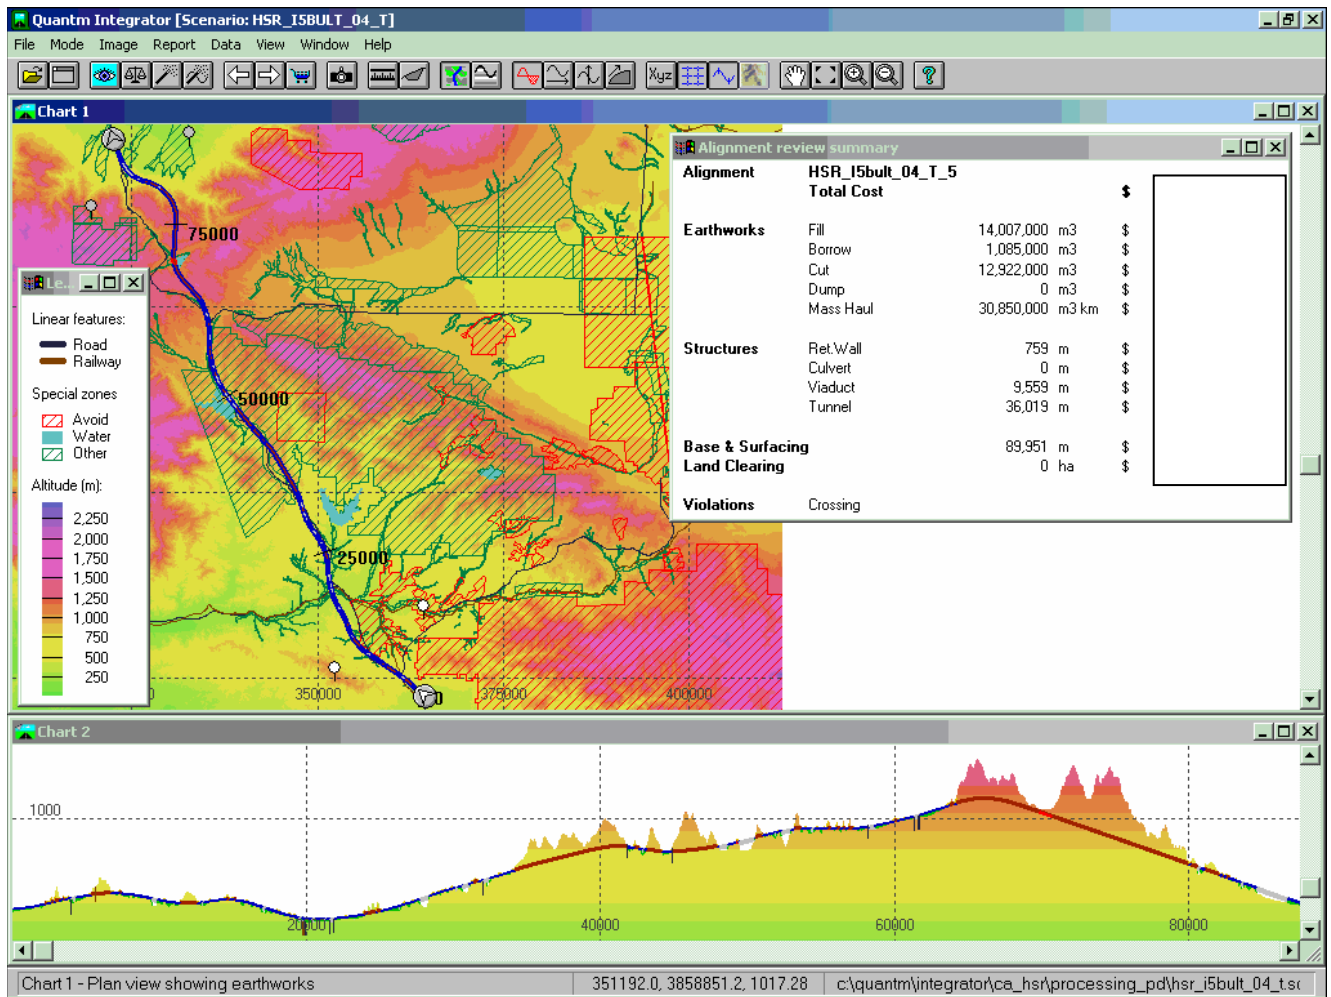 Quantm Integrator [Scenario: HSR_I5BULT_04_T]
File Mode Image Report Data View Window Help
Xyz
Chart 1
75000
50000
25000
0
350000 375000 400000
Le...
Linear features:
Road
Railway
Special zones
Avoid
Water
Other
Altitude (m):
2,250
2,000
1,750
1,500
1,250
1,000
750
500
250
0
Alignment review summary
Alignment HSR_I5bult_04_T_5
Total Cost $
Earthworks Fill 14,007,000 m3 $
Borrow 1,085,000 m3 $
Cut 12,922,000 m3 $
Dump 0 m3 $
Mass Haul 30,850,000 m3 km $
Structures Ret.Wall 759 m $
Culvert 0 m $
Viaduct 9,559 m $
Tunnel 36,019 m $
Base & Surfacing 89,951 m $
Land Clearing 0 ha $
Violations Crossing
Chart 2
1000
20000 40000 60000 80000
Chart 1 - Plan view showing earthworks 351192.0, 3858851.2, 1017.28 c:\quantm\integrator\ca_hsr\processing_pd\hsr_i5bult_04_t.sc